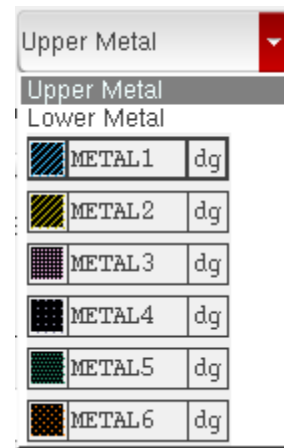 Upper Metal
Upper Metal
Lower Metal
METAL1 dg
METAL2 dg
METAL3 dg
METAL4 dg
METAL5 dg
METAL6 dg